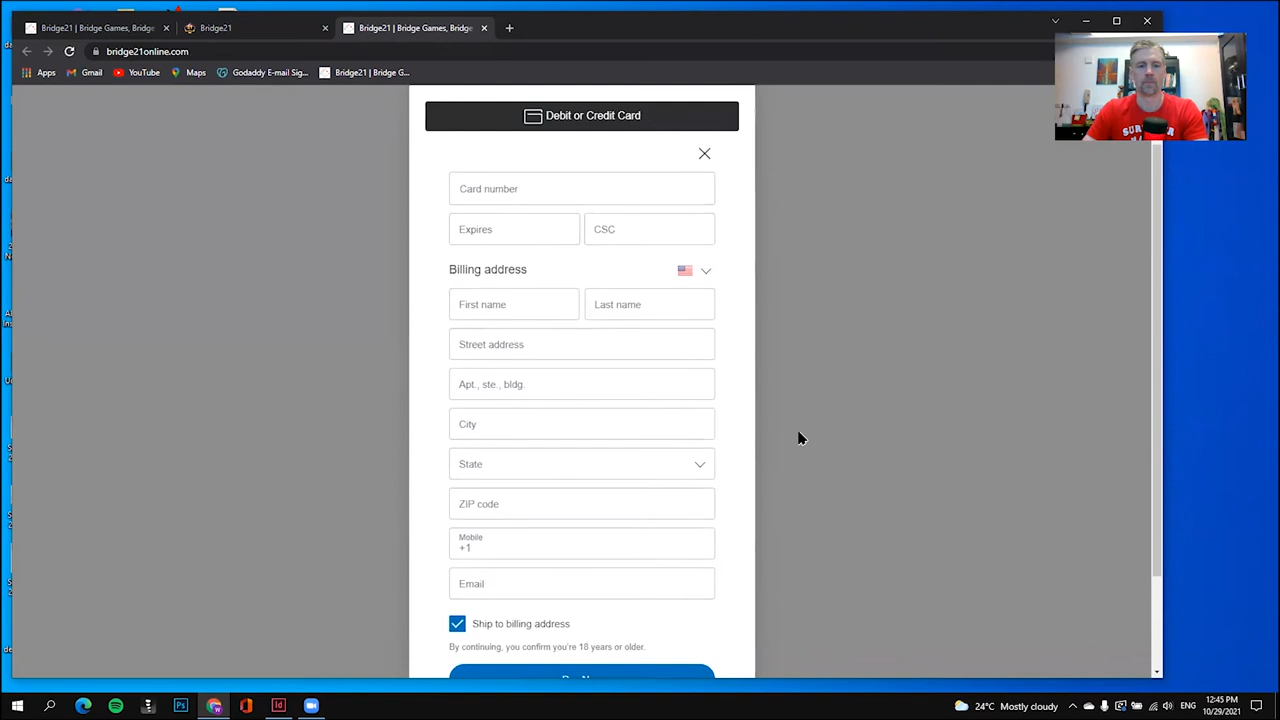 Bridge21 | Bridge Games, Bridge
Bridge21
Bridge21 | Bridge Games, Bridge
bridge21online.com
Apps
Gmail
YouTube
Maps
Godaddy E-mail Sig...
Bridge21 | Bridge G...
Debit or Credit Card
Card number
Expires
CSC
Billing address
First name
Last name
Street address
Apt., ste., bldg.
City
State
ZIP code
Mobile
+1
Email
Ship to billing address
By continuing, you confirm you're 18 years or older.
24°C Mostly cloudy
ENG
12:45 PM
10/29/2021